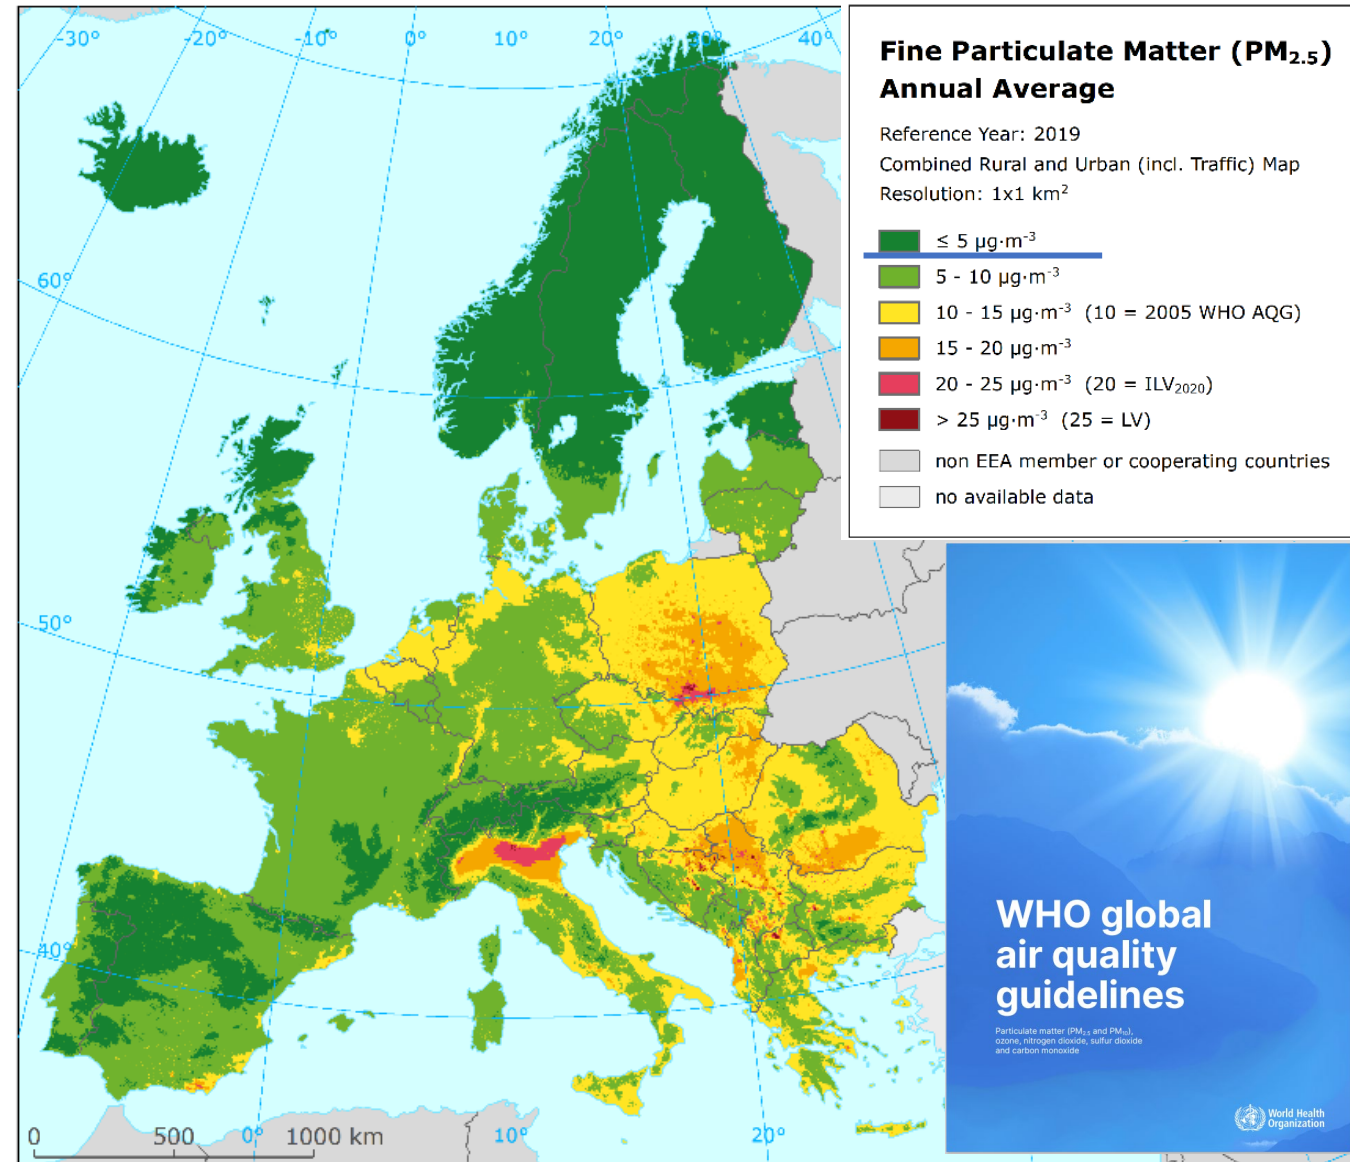 -30°
-20°
-10°
0°
10°
20°
30°
40°
60°
50°
40°
0
500
0°
1000 km
10°
20°
Fine Particulate Matter (PM₂.₅)
Annual Average
Reference Year: 2019
Combined Rural and Urban (incl. Traffic) Map
Resolution: 1x1 km²
≤ 5 µg·m⁻³
5 - 10 µg·m⁻³
10 - 15 µg·m⁻³ (10 = 2005 WHO AQG)
15 - 20 µg·m⁻³
20 - 25 µg·m⁻³ (20 = ILV₂₀₂₀)
> 25 µg·m⁻³ (25 = LV)
non EEA member or cooperating countries
no available data
WHO global
air quality
guidelines
Particulate matter (PM₂.₅ and PM₁₀),
ozone, nitrogen dioxide, sulfur dioxide
and carbon monoxide
World Health
Organization